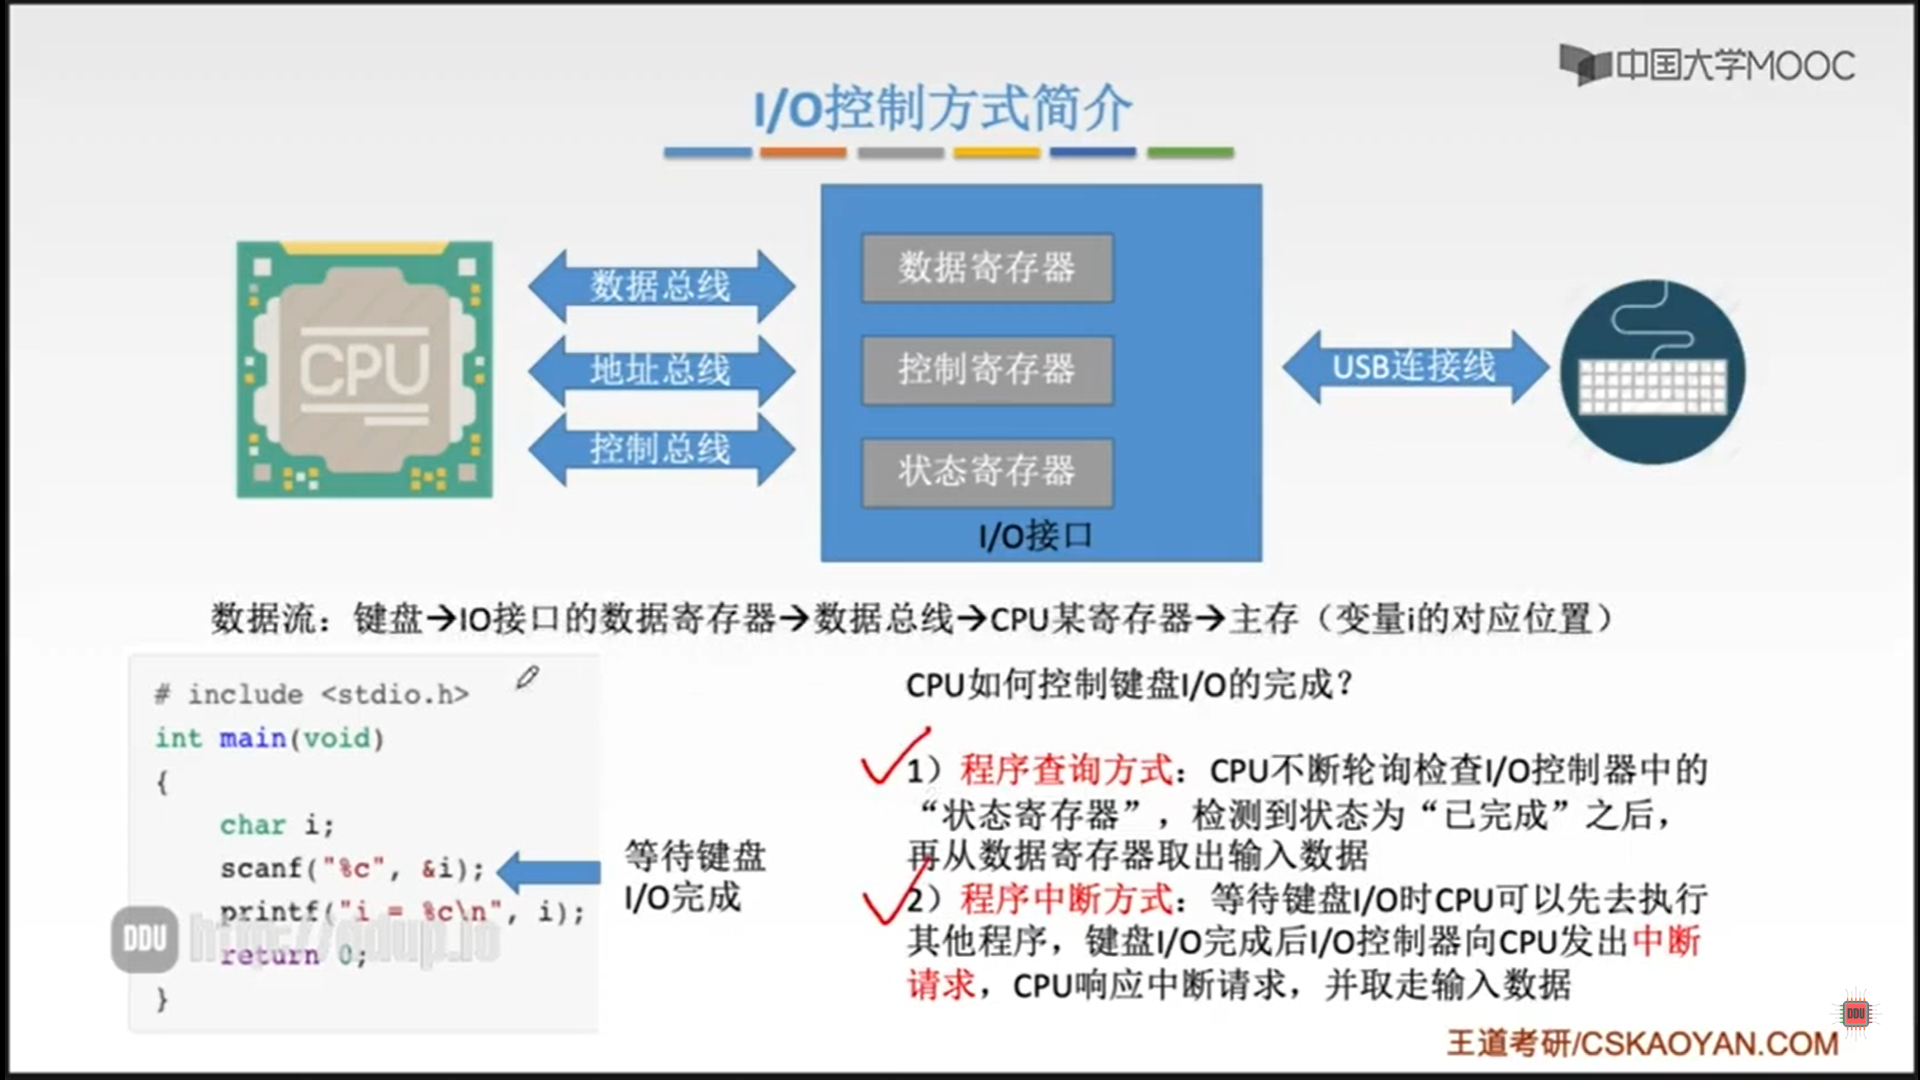 中国大学MOOC
I/O控制方式简介
CPU
数据总线
地址总线
控制总线
数据寄存器
控制寄存器
状态寄存器
I/O接口
USB连接线
数据流：键盘→IO接口的数据寄存器→数据总线→CPU某寄存器→主存（变量i的对应位置）
# include <stdio.h>
int main(void)
{
char i;
scanf("%c", &i);
printf("i = %c\n", i);
return 0;
}
等待键盘
I/O完成
CPU如何控制键盘I/O的完成？
1）程序查询方式：CPU不断轮询检查I/O控制器中的
“状态寄存器”，检测到状态为“已完成”之后，
再从数据寄存器取出输入数据
2）程序中断方式：等待键盘I/O时CPU可以先去执行
其他程序，键盘I/O完成后I/O控制器向CPU发出中断
请求，CPU响应中断请求，并取走输入数据
DDU
DDU
王道考研/CSKAOYAN.COM